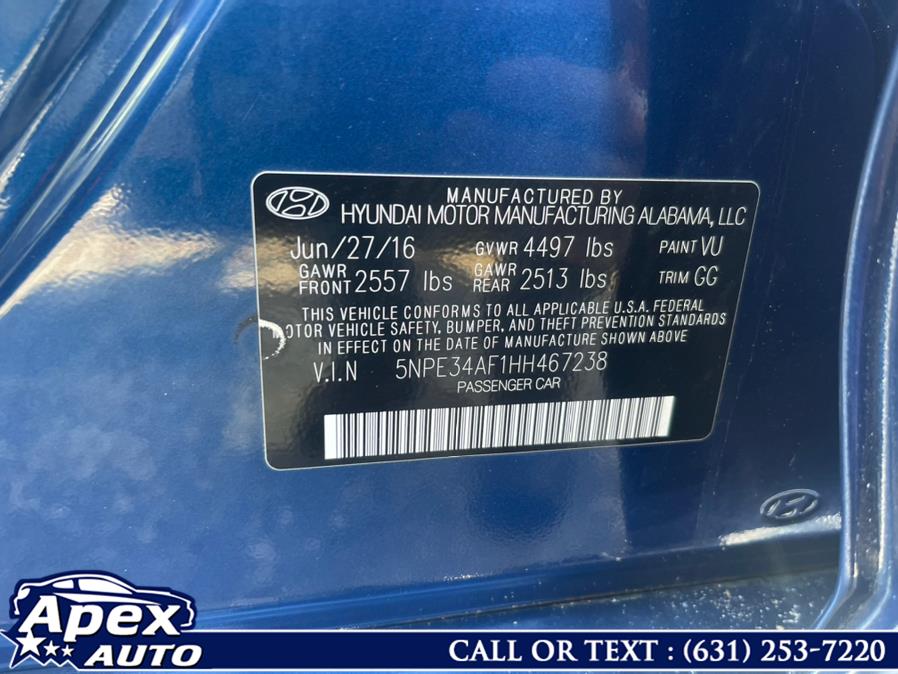 MANUFACTURED BY
HYUNDAI MOTOR MANUFACTURING ALABAMA, LLC
Jun/27/16 GVWR 4497 lbs PAINT VU
GAWR FRONT 2557 lbs GAWR REAR 2513 lbs TRIM GG
THIS VEHICLE CONFORMS TO ALL APPLICABLE U.S.A. FEDERAL
MOTOR VEHICLE SAFETY, BUMPER, AND THEFT PREVENTION STANDARDS
IN EFFECT ON THE DATE OF MANUFACTURE SHOWN ABOVE.
V.I.N 5NPE34AF1HH467238
PASSENGER CAR
APEX
AUTO
CALL OR TEXT : (631) 253-7220